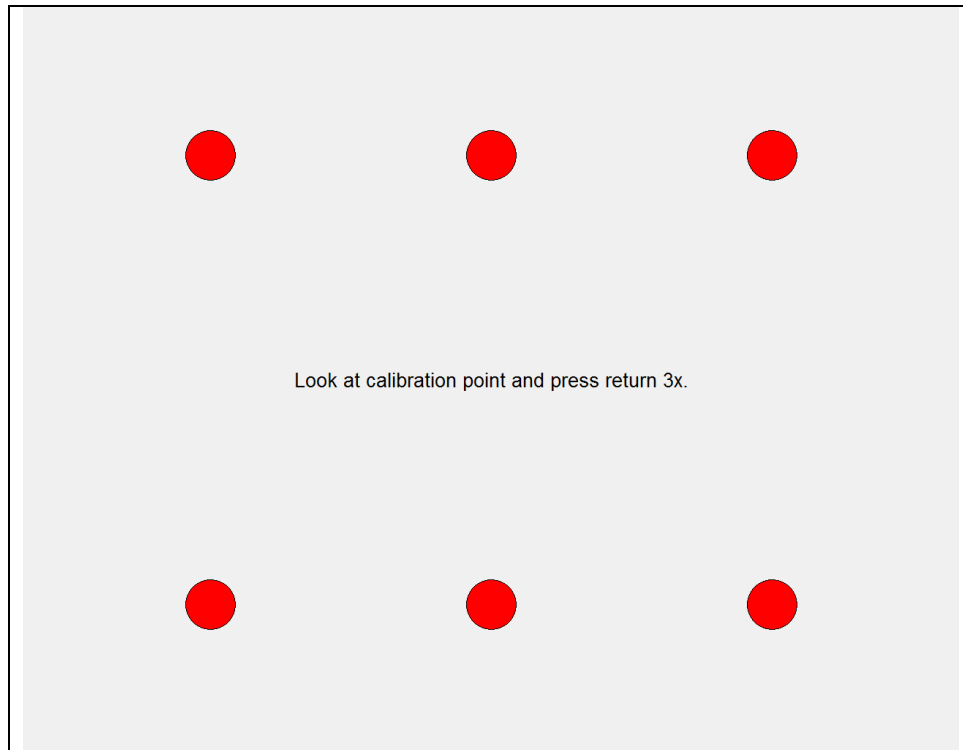 Look at calibration point and press return 3x.